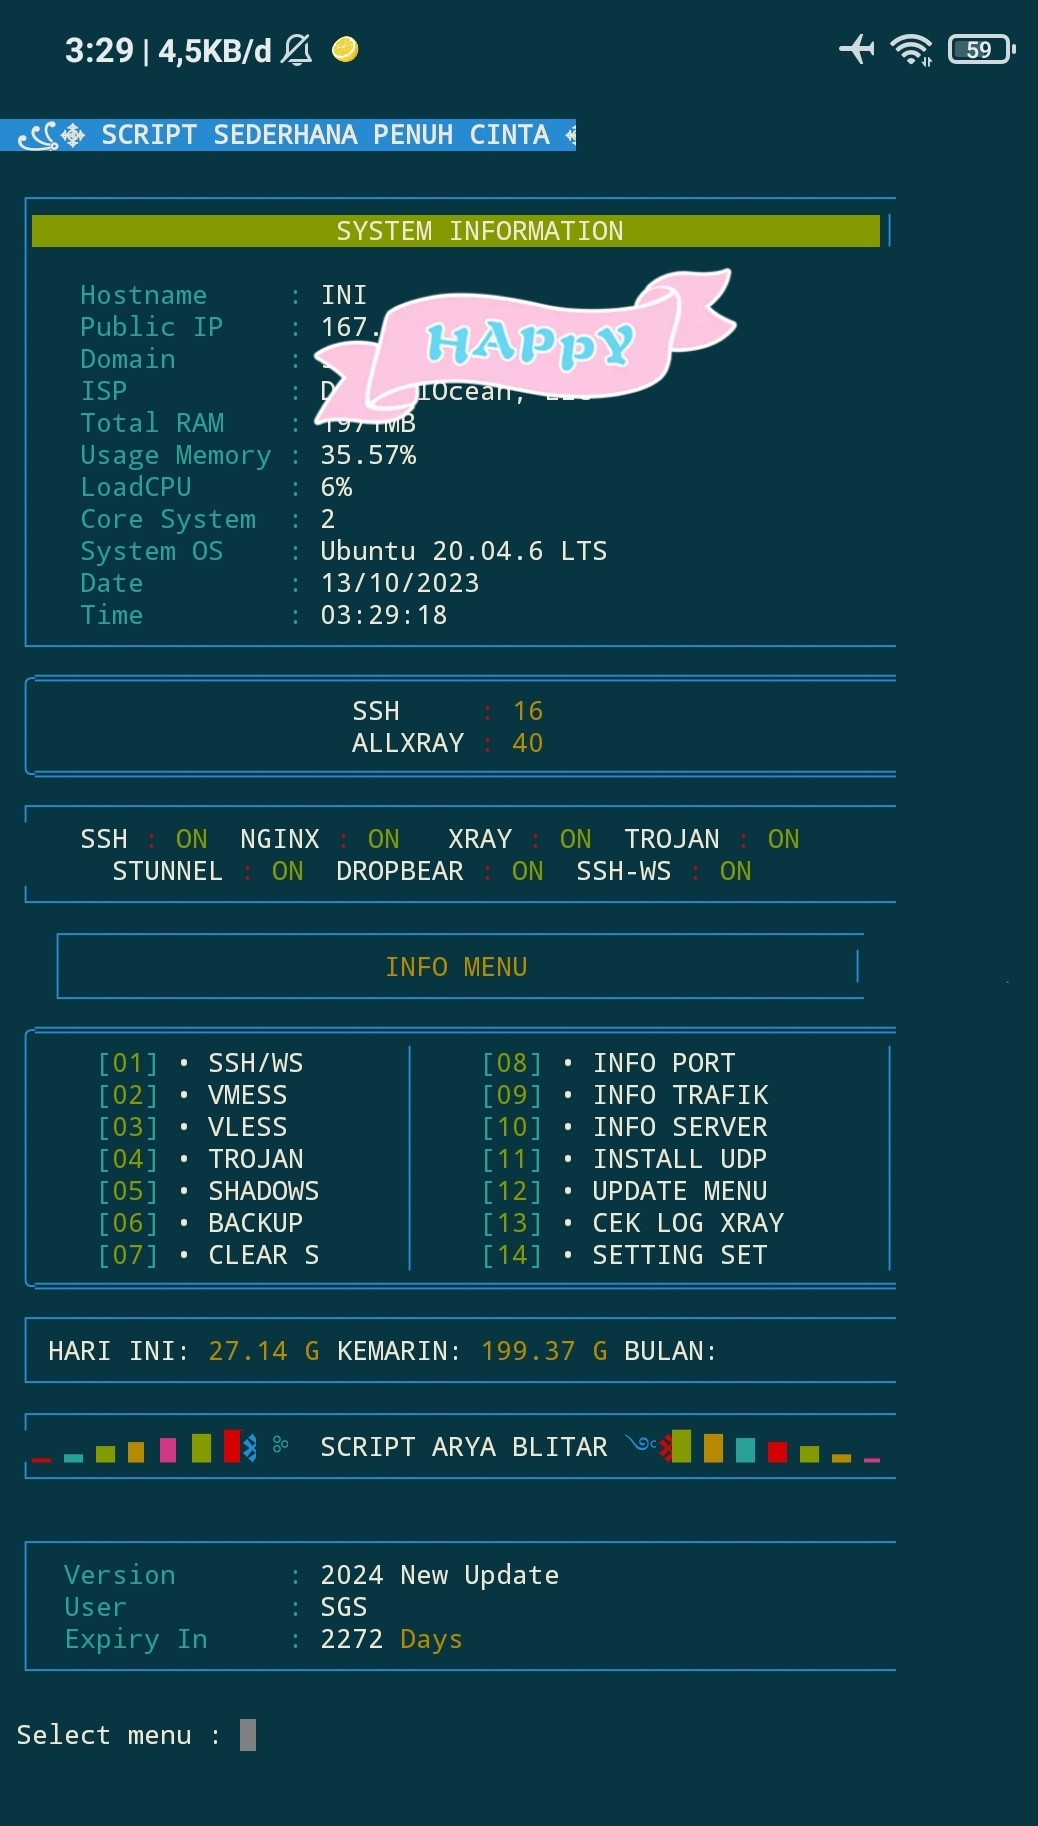 3:29 | 4,5KB/d 59
SCRIPT SEDERHANA PENUH CINTA
SYSTEM INFORMATION
Hostname : INI
Public IP : 167.
HAPPY
Domain :
ISP : Ocean,
Total RAM : 1971MB
Usage Memory : 35.57%
LoadCPU : 6%
Core System : 2
System OS : Ubuntu 20.04.6 LTS
Date : 13/10/2023
Time : 03:29:18
SSH : 16
ALLXRAY : 40
SSH : ON NGINX : ON XRAY : ON TROJAN : ON
STUNNEL : ON DROPBEAR : ON SSH-WS : ON
INFO MENU
[01] • SSH/WS [08] • INFO PORT
[02] • VMESS [09] • INFO TRAFIK
[03] • VLESS [10] • INFO SERVER
[04] • TROJAN [11] • INSTALL UDP
[05] • SHADOWS [12] • UPDATE MENU
[06] • BACKUP [13] • CEK LOG XRAY
[07] • CLEAR S [14] • SETTING SET
HARI INI: 27.14 G KEMARIN: 199.37 G BULAN:
SCRIPT ARYA BLITAR
Version : 2024 New Update
User : SGS
Expiry In : 2272 Days
Select menu :